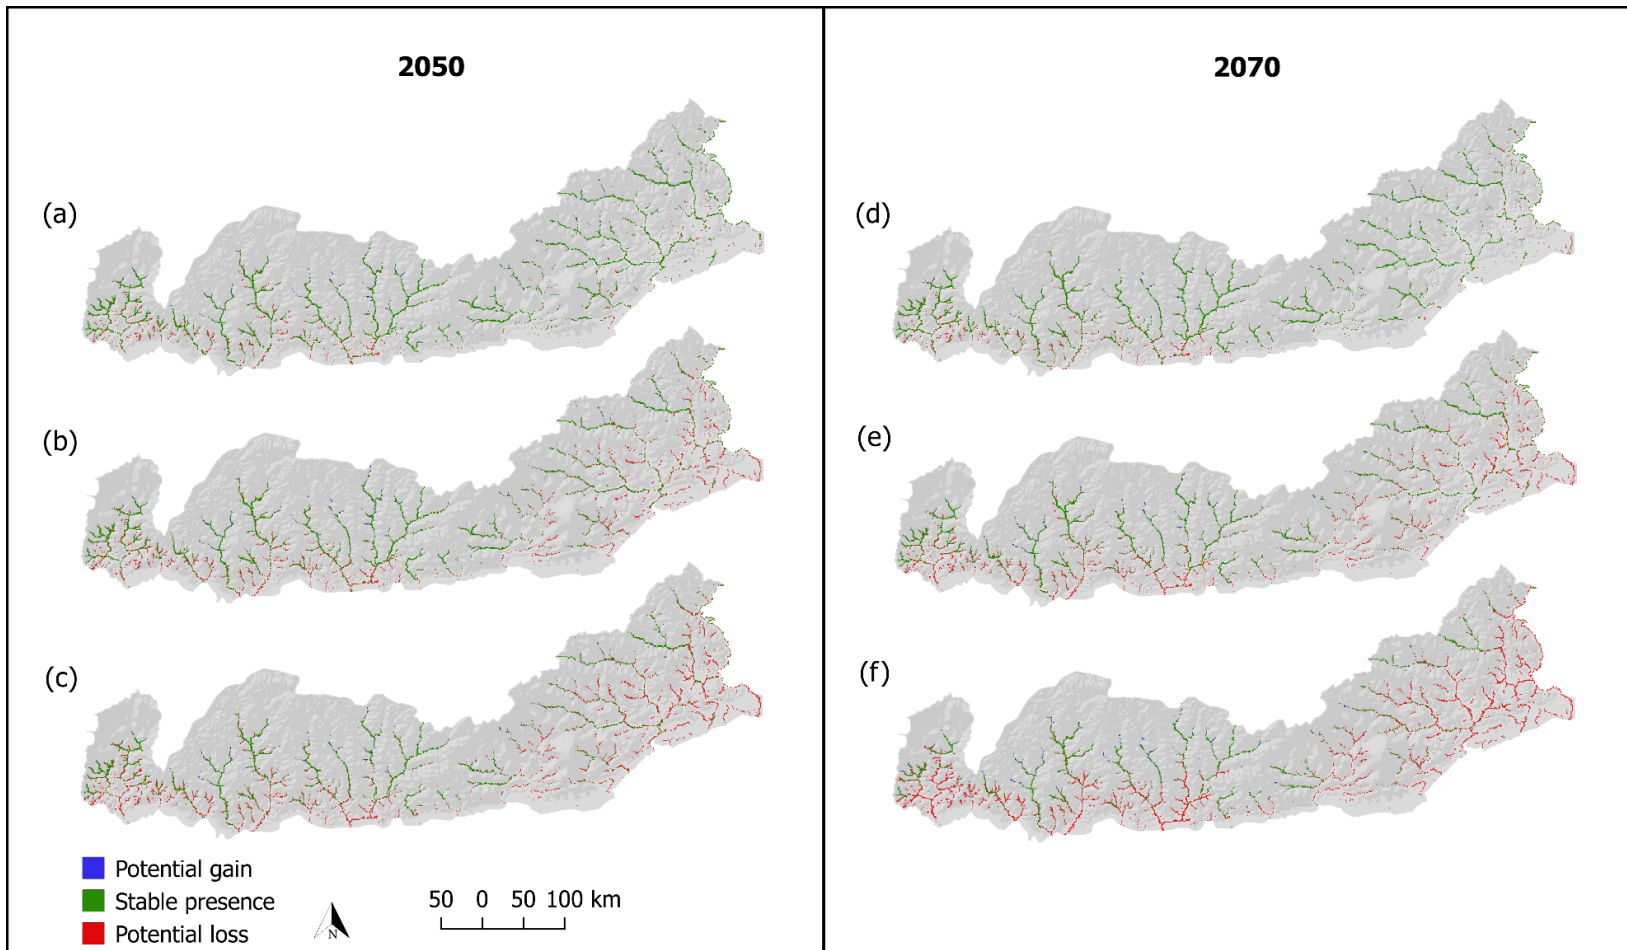 2050
2070
(a)
(b)
(c)
(d)
(e)
(f)
Potential gain
Stable presence
Potential loss
N
50 0 50 100 km